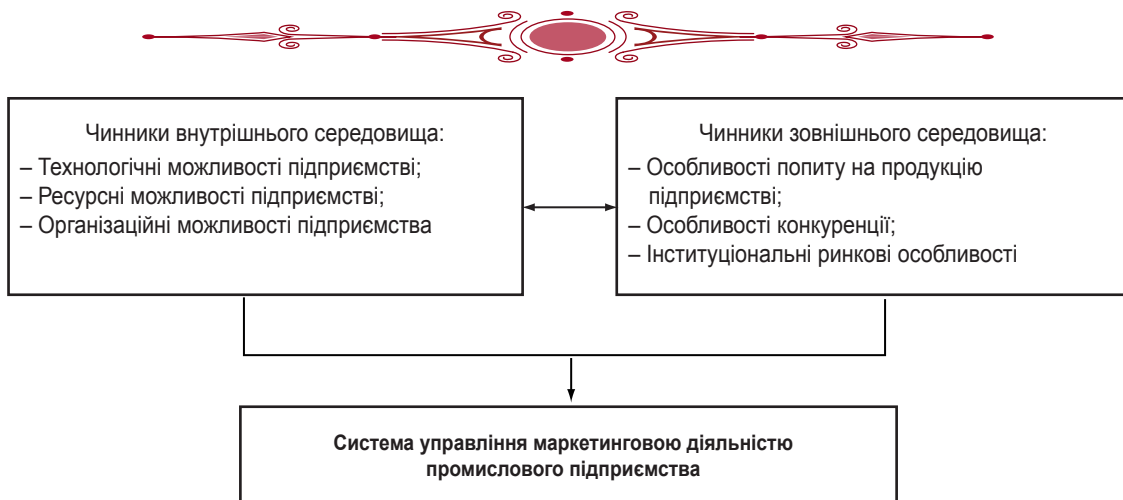 Чинники внутрішнього середовища:
– Технологічні можливості підприємстві;
– Ресурсні можливості підприємстві;
– Організаційні можливості підприємства
Чинники зовнішнього середовища:
– Особливості попиту на продукцію
підприємстві;
– Особливості конкуренції;
– Інституціональні ринкові особливості
Система управління маркетинговою діяльністю
промислового підприємства